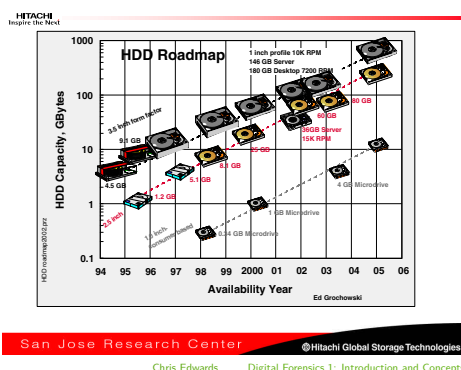 HITACHI
Inspire the Next
HDD Roadmap
1 inch profile 10K RPM
146 GB Server
180 GB Desktop 7200 RPM
HDD Capacity, GBytes
1000
100
10
1
0.1
3.5 inch form factor
9.1 GB
4.5 GB
2.5 inch
1.2 GB
5.1 GB
8.1 GB
25 GB
60 GB
80 GB
36GB Server
15K RPM
1.0 inch-
consumer based
0.34 GB Microdrive
1 GB Microdrive
4 GB Microdrive
94 95 96 97 98 99 2000 01 02 03 04 05 06
Availability Year
Ed Grochowski
HDD roadmap2002.prz
San Jose Research Center
Hitachi Global Storage Technologies
Chris Edwards
Digital Forensics 1: Introduction and Concept